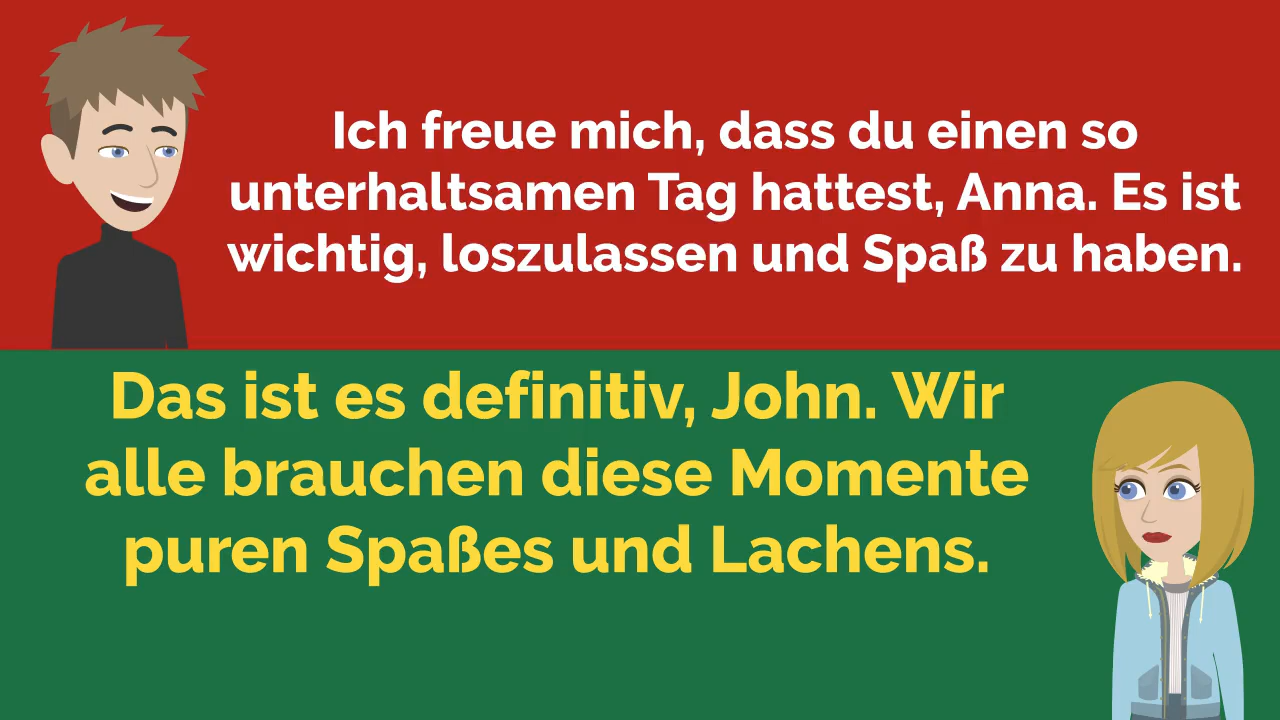 Ich freue mich, dass du einen so
unterhaltsamen Tag hattest, Anna. Es ist
wichtig, loszulassen und Spaß zu haben.
Das ist es definitiv, John. Wir
alle brauchen diese Momente
puren Spaßes und Lachens.